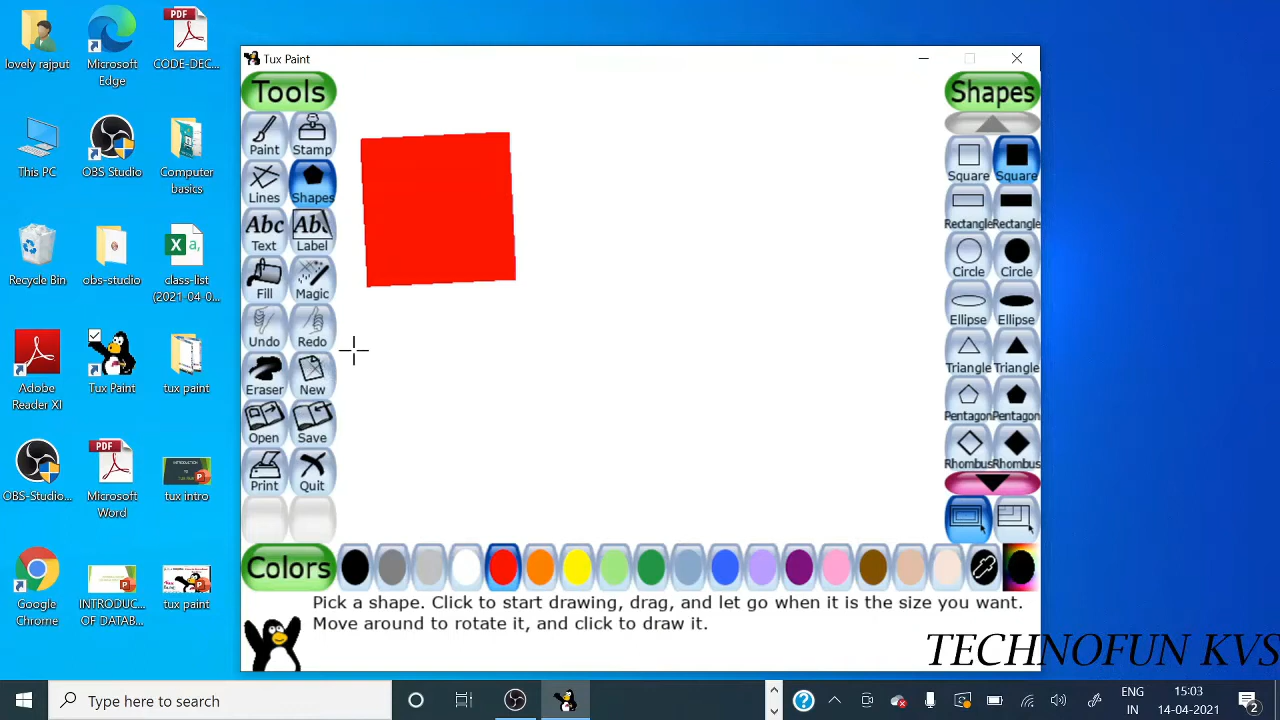 lovely rajput
Microsoft Edge
CODE-DEC...
This PC
OBS Studio
Computer basics
Recycle Bin
obs-studio
class-list (2021-04-0...
Adobe Reader XI
Tux Paint
tux paint
OBS-Studio...
Microsoft Word
tux intro
Google Chrome
INTRODUC... OF DATAB...
tux paint
PDF
PDF
Tux Paint
Tools
Paint
Stamp
Lines
Shapes
Abc
Text
Label
Fill
Magic
Undo
Redo
Eraser
New
Open
Save
Print
Quit
Shapes
Square
Square
Rectangle
Rectangle
Circle
Circle
Ellipse
Ellipse
Triangle
Triangle
Pentagon
Pentagon
Rhombus
Rhombus
Colors
Pick a shape. Click to start drawing, drag, and let go when it is the size you want.
Move around to rotate it, and click to draw it.
TECHNOFUN KVS
Type here to search
ENG
IN
15:03
14-04-2021
2